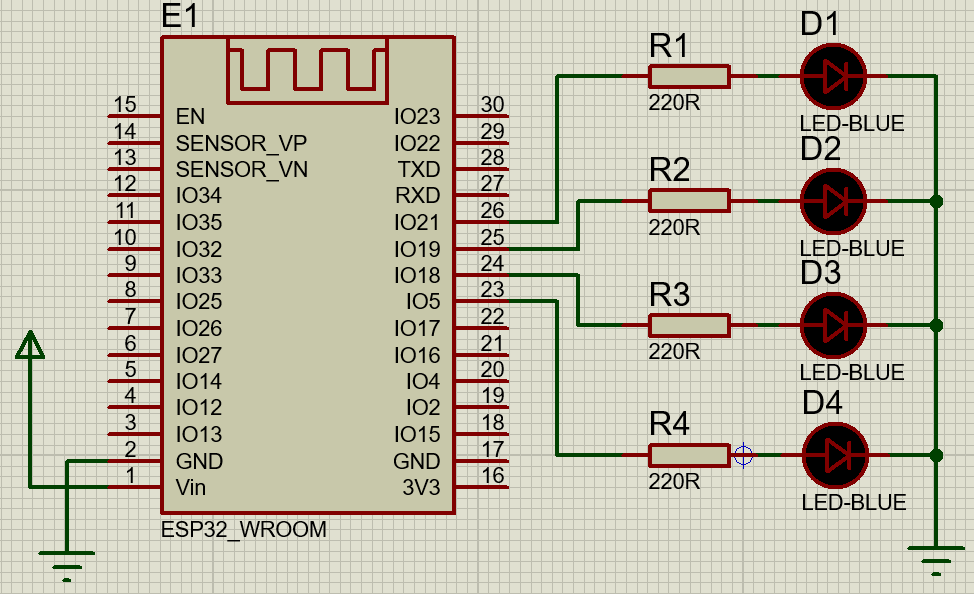 E1
15 EN IO23 30
14 SENSOR_VP IO22 29
13 SENSOR_VN TXD 28
12 IO34 RXD 27
11 IO35 IO21 26
10 IO32 IO19 25
9 IO33 IO18 24
8 IO25 IO5 23
7 IO26 IO17 22
6 IO27 IO16 21
5 IO14 IO4 20
4 IO12 IO2 19
3 IO13 IO15 18
2 GND GND 17
1 Vin 3V3 16
ESP32_WROOM
R1
220R
D1
LED-BLUE
R2
220R
D2
LED-BLUE
R3
220R
D3
LED-BLUE
R4
220R
D4
LED-BLUE